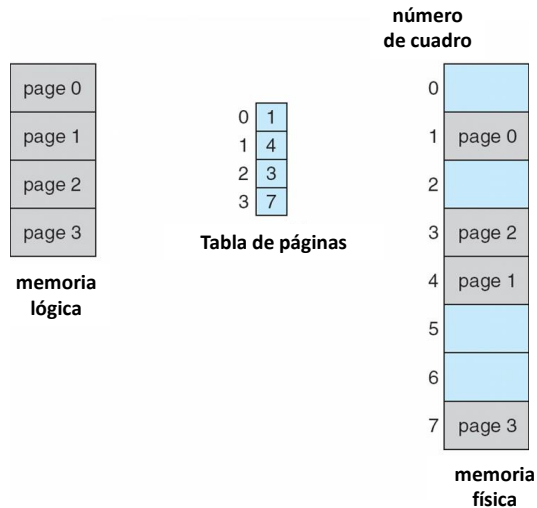 número
de cuadro
page 0
page 1
page 2
page 3
memoria
lógica
0 1
1 4
2 3
3 7
Tabla de páginas
0
1 page 0
2
3 page 2
4 page 1
5
6
7 page 3
memoria
física